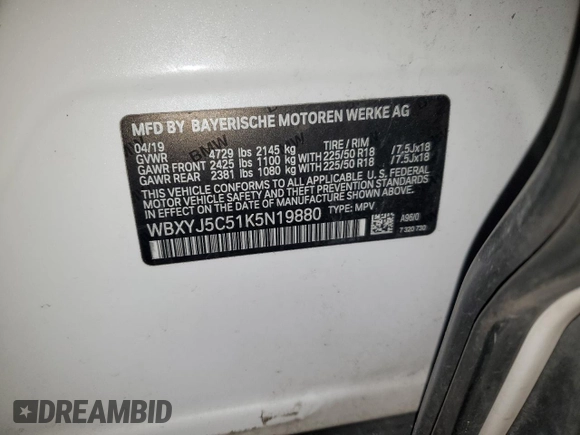 MFD BY BAYERISCHE MOTOREN WERKE AG
04/19 TIRE / RIM
GVWR 4729 lbs 2145 kg
GAWR FRONT 2425 lbs 1100 kg WITH 225/50 R18 /7.5Jx18
GAWR REAR 2381 lbs 1080 kg WITH 225/50 R18 /7.5Jx18
THIS VEHICLE CONFORMS TO ALL APPLICABLE U.S. FEDERAL
MOTOR VEHICLE SAFETY AND THEFT PREVENTION STANDARDS
IN EFFECT ON THE DATE OF MANUFACTURE SHOWN ABOVE.
WBXYJ5C51K5N19880 TYPE: MPV
A96/0
7 320 730
BMW
DREAMBID